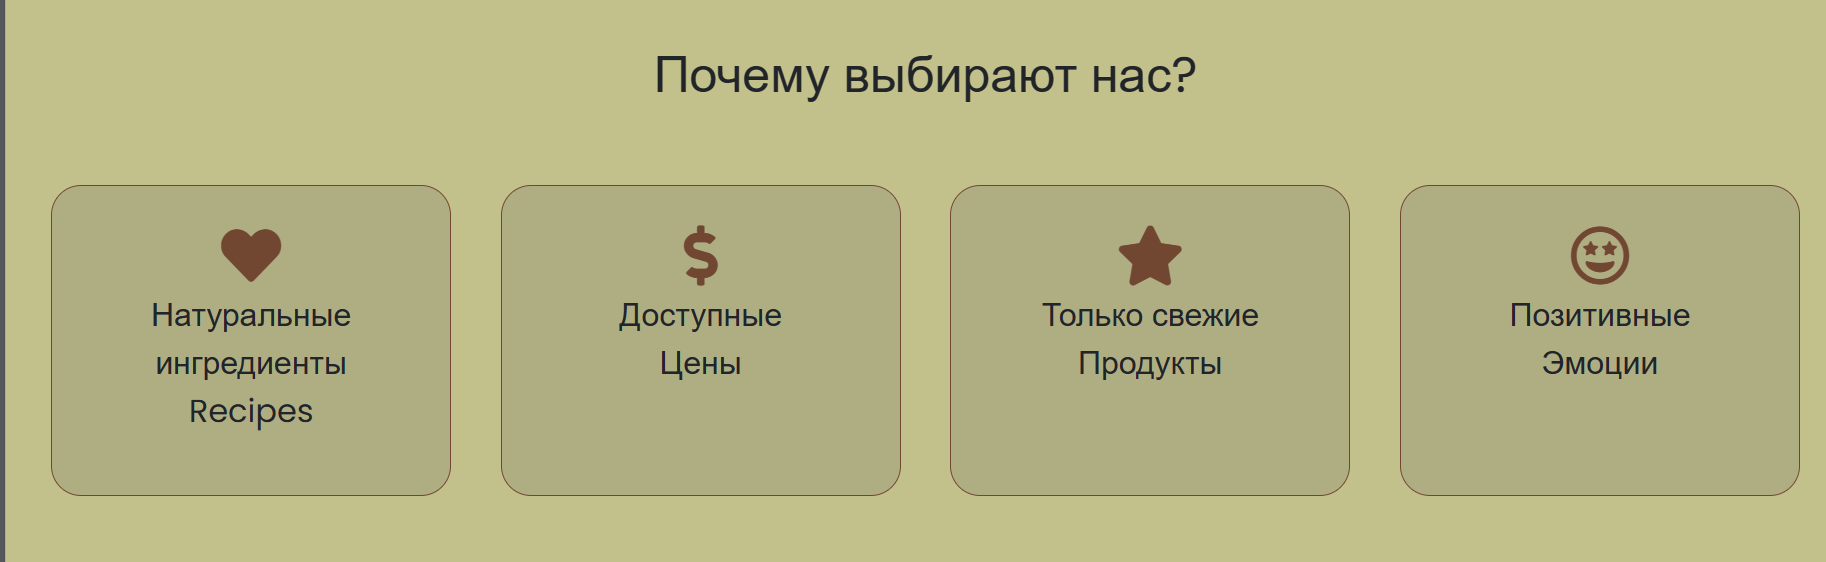 Почему выбирают нас?
Натуральные
ингредиенты
Recipes
Доступные
Цены
Только свежие
Продукты
Позитивные
Эмоции